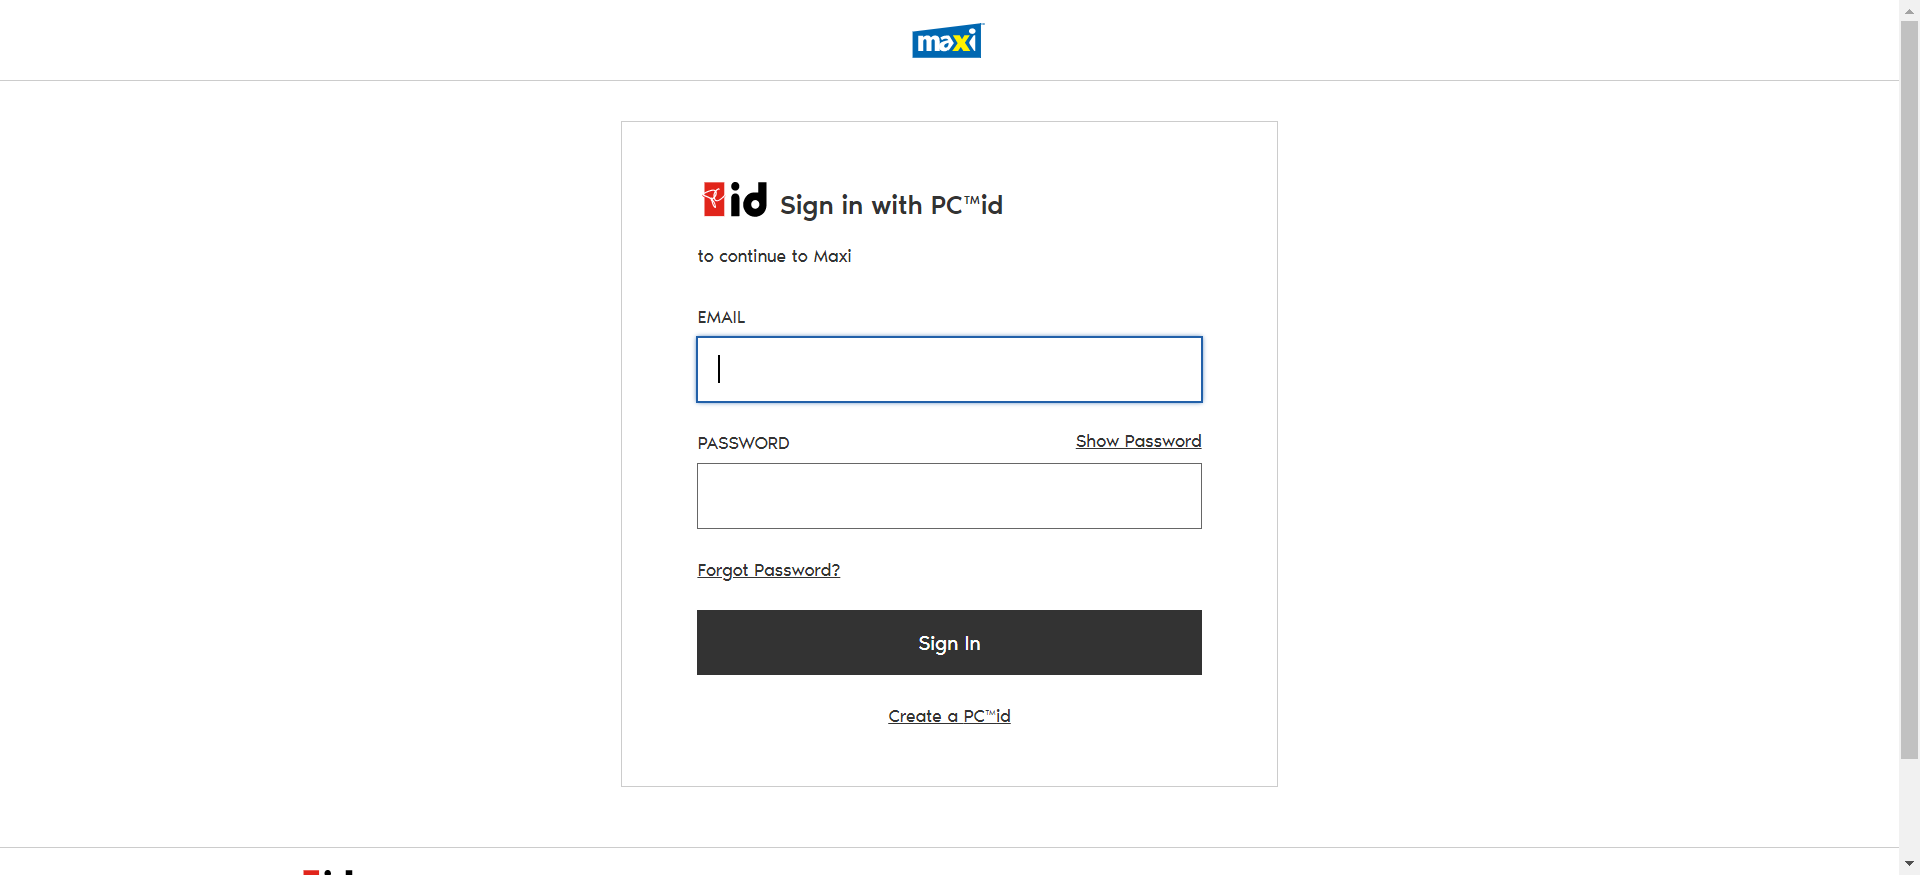 maxi
id Sign in with PC™id
to continue to Maxi
EMAIL
PASSWORD
Show Password
Forgot Password?
Sign In
Create a PC™id